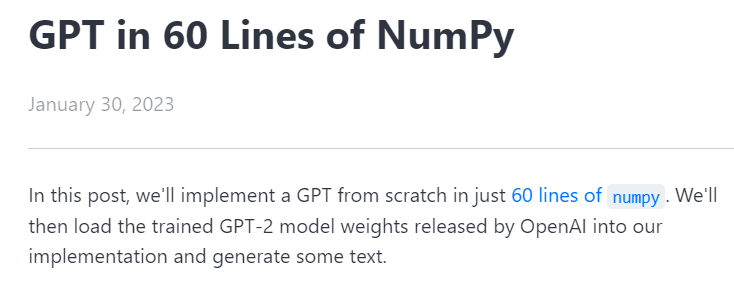 GPT in 60 Lines of NumPy
January 30, 2023
In this post, we'll implement a GPT from scratch in just 60 lines of numpy. We'll
then load the trained GPT-2 model weights released by OpenAI into our
implementation and generate some text.